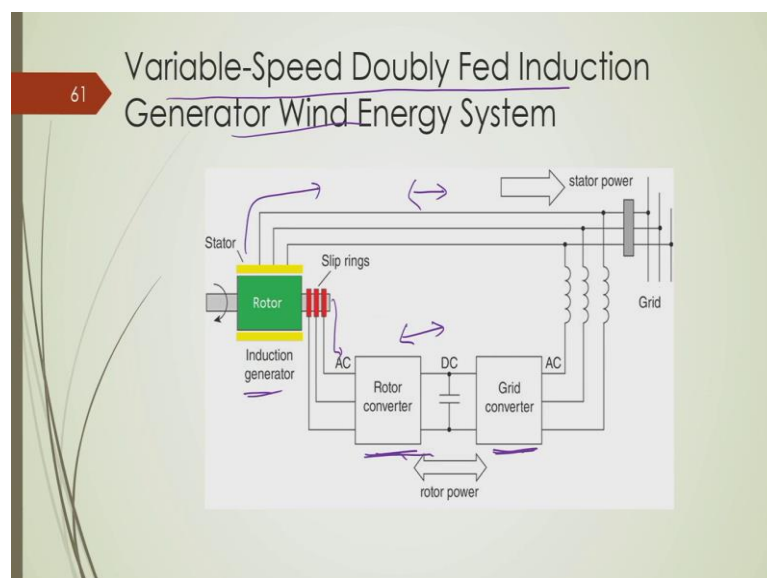 Variable-Speed Doubly Fed Induction
61
Generator Wind Energy System
stator power
Stator
Slip rings
Rotor
Grid
Induction
generator
AC
DC
AC
Rotor
converter
Grid
converter
rotor power